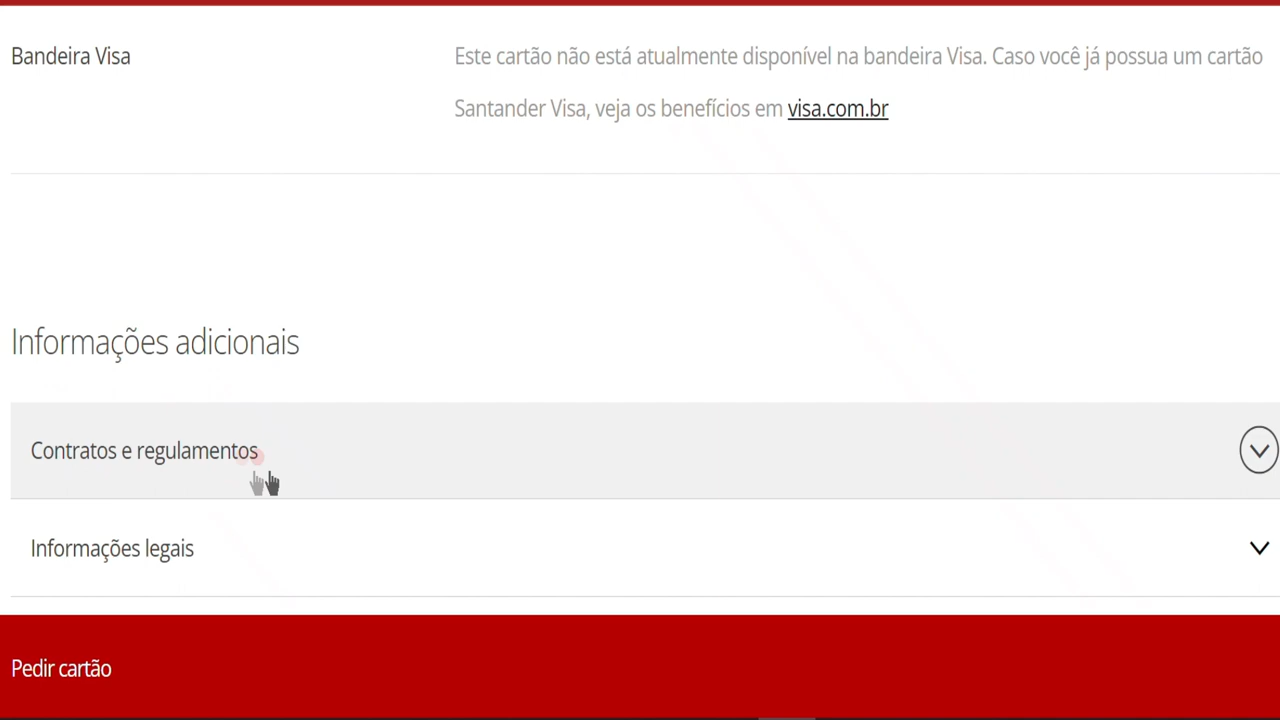 Bandeira Visa
Este cartão não está atualmente disponível na bandeira Visa. Caso você já possua um cartão
Santander Visa, veja os benefícios em visa.com.br
Informações adicionais
Contratos e regulamentos
Informações legais
Pedir cartão